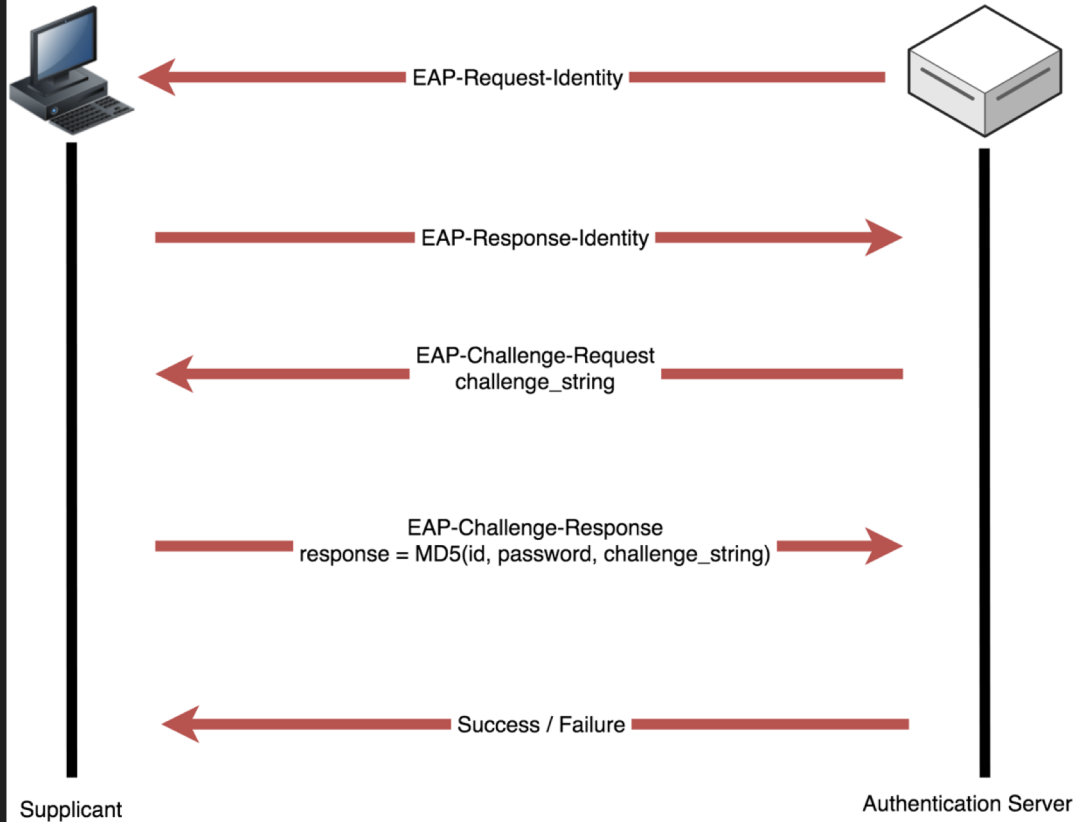 EAP-Request-Identity
EAP-Response-Identity
EAP-Challenge-Request
challenge_string
EAP-Challenge-Response
response = MD5(id, password, challenge_string)
Success / Failure
Supplicant
Authentication Server